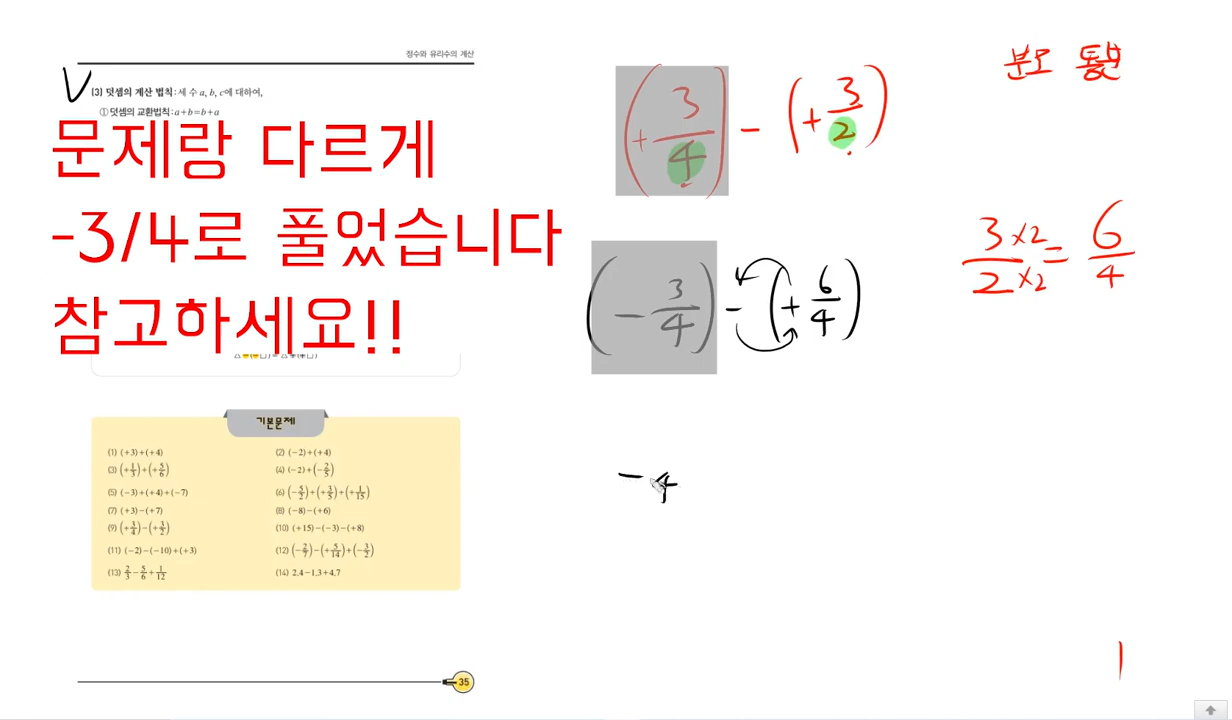 정수와 유리수의 계산
V
(3) 덧셈의 계산 법칙: 세 수 a, b, c에 대하여,
① 덧셈의 교환법칙: a+b=b+a
문제랑 다르게
-3/4로 풀었습니다
참고하세요!!
기본문제
(1) (+3)+(+4)
(2) (−2)+(+4)
(3) (+1/3)+(+5/6)
(4) (−2)+(−2/5)
(5) (−3)+(+4)+(−7)
(6) (−5/2)+(+3/5)+(+1/15)
(7) (+3)−(+7)
(8) (−8)−(+6)
(9) (+3/4)−(+3/2)
(10) (+15)−(−3)−(+8)
(11) (−2)−(−10)+(+3)
(12) (−2/7)−(+5/14)+(−3/2)
(13) 2/3−5/6+1/12
(14) 2.4−1.3+4.7
35
(+3/4)−(+3/2)
(−3/4)−(+6/4)
− 4
분모 통분
3×2/2×2=6/4